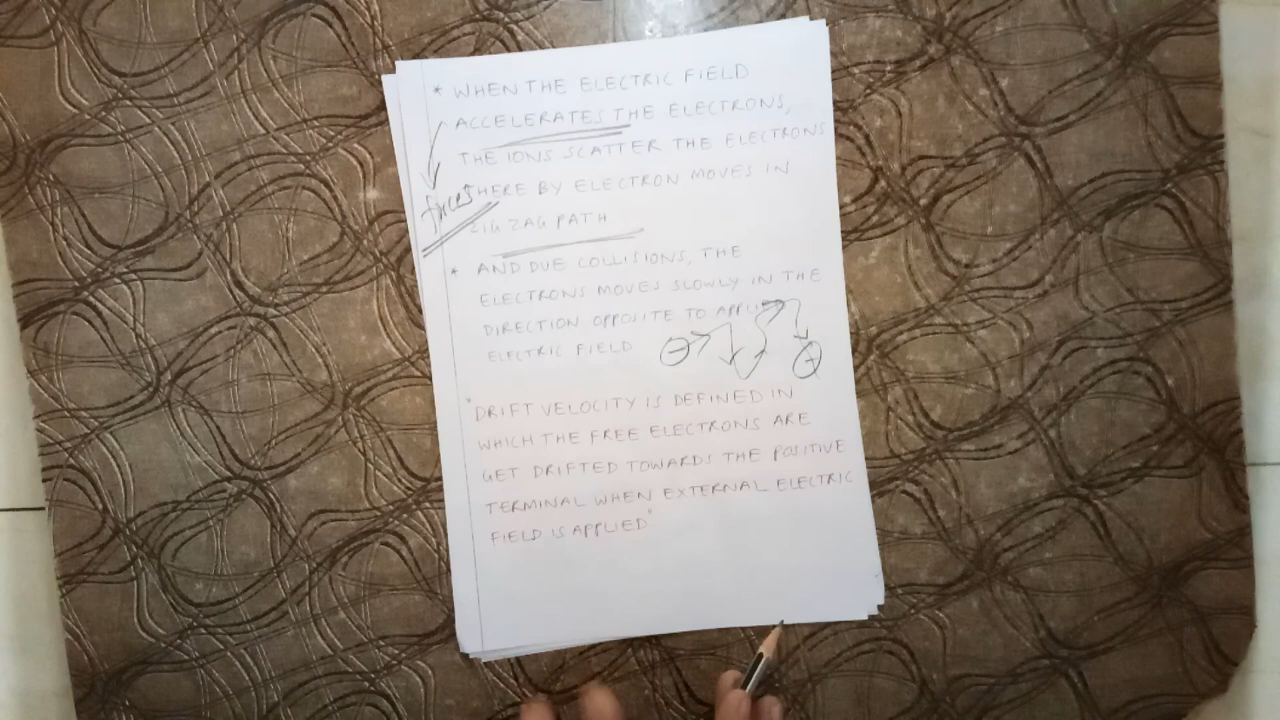 * WHEN THE ELECTRIC FIELD
ACCELERATES THE ELECTRONS,
THE IONS SCATTER THE ELECTRONS
forces
THERE BY ELECTRON MOVES IN
ZIG ZAG PATH
* AND DUE COLLISIONS, THE
ELECTRONS MOVES SLOWLY IN THE
DIRECTION OPPOSITE TO APPLIED
ELECTRIC FIELD
"DRIFT VELOCITY IS DEFINED IN
WHICH THE FREE ELECTRONS ARE
GET DRIFTED TOWARDS THE POSITIVE
TERMINAL WHEN EXTERNAL ELECTRIC
FIELD IS APPLIED"